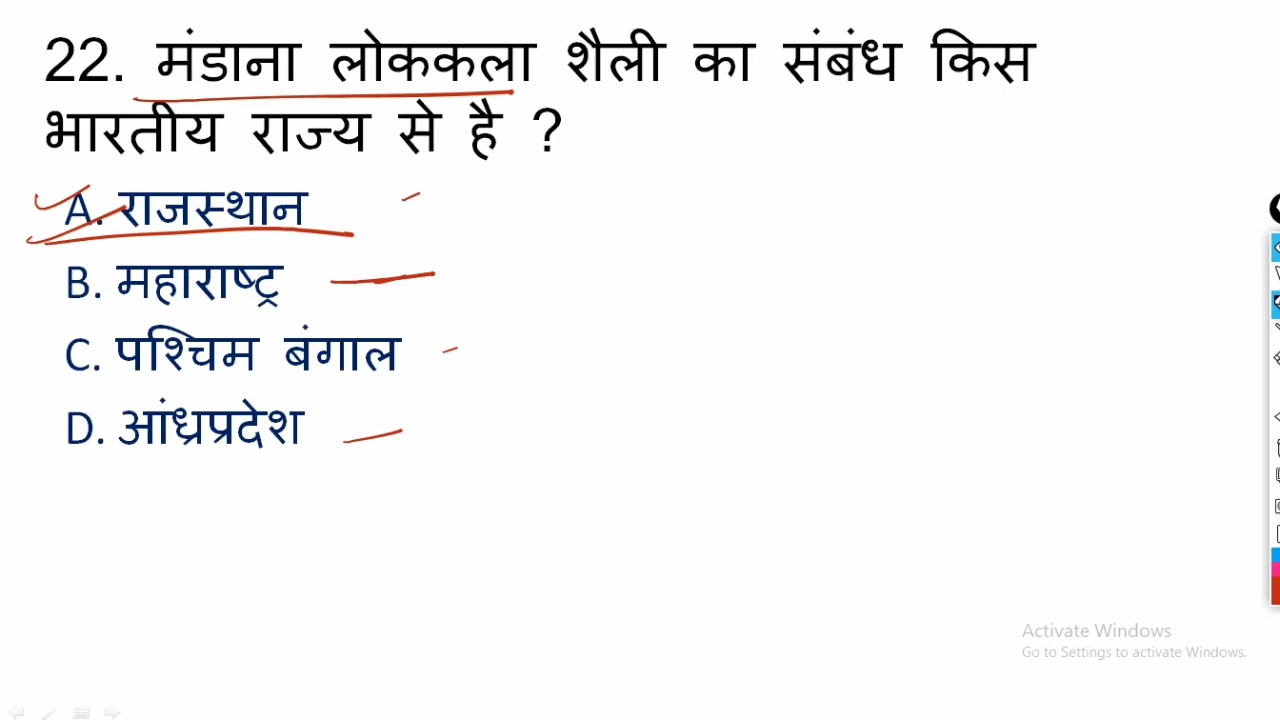 22. मंडाना लोककला शैली का संबंध किस
भारतीय राज्य से है ?
A. राजस्थान
B. महाराष्ट्र
C. पश्चिम बंगाल
D. आंध्रप्रदेश
Activate Windows
Go to Settings to activate Windows.